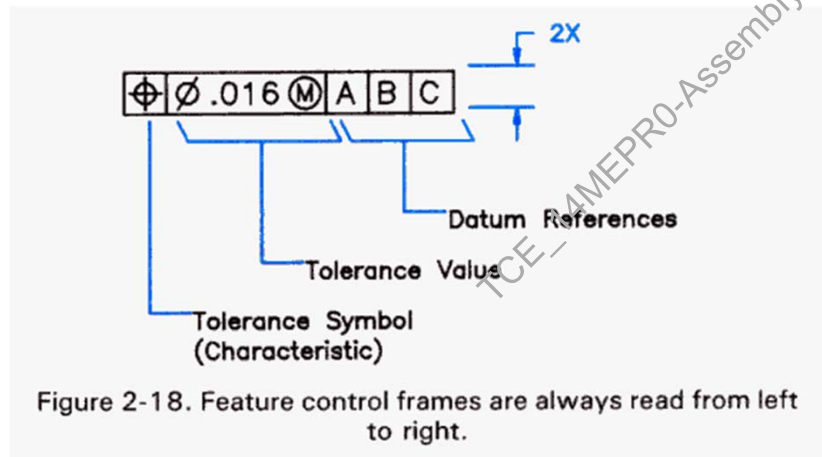 2X
⌖ Ø .016 Ⓜ A B C
Datum References
Tolerance Value
Tolerance Symbol
(Characteristic)
TCE_14MEPR0-Assembly
Figure 2-18. Feature control frames are always read from left
to right.